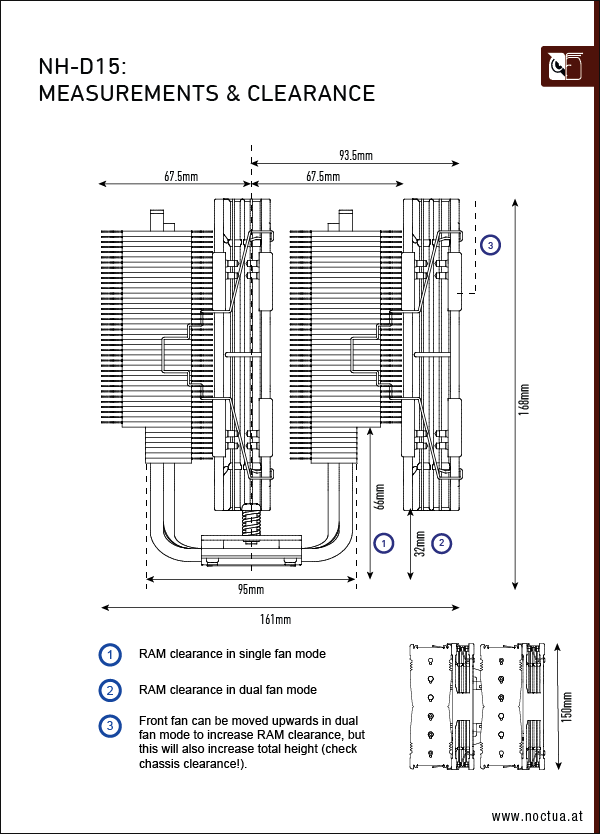 NH-D15:
MEASUREMENTS & CLEARANCE
93.5mm
67.5mm
67.5mm
3
168mm
66mm
1
32mm
2
95mm
161mm
1 RAM clearance in single fan mode
2 RAM clearance in dual fan mode
3 Front fan can be moved upwards in dual
fan mode to increase RAM clearance, but
this will also increase total height (check
chassis clearance!).
150mm
www.noctua.at